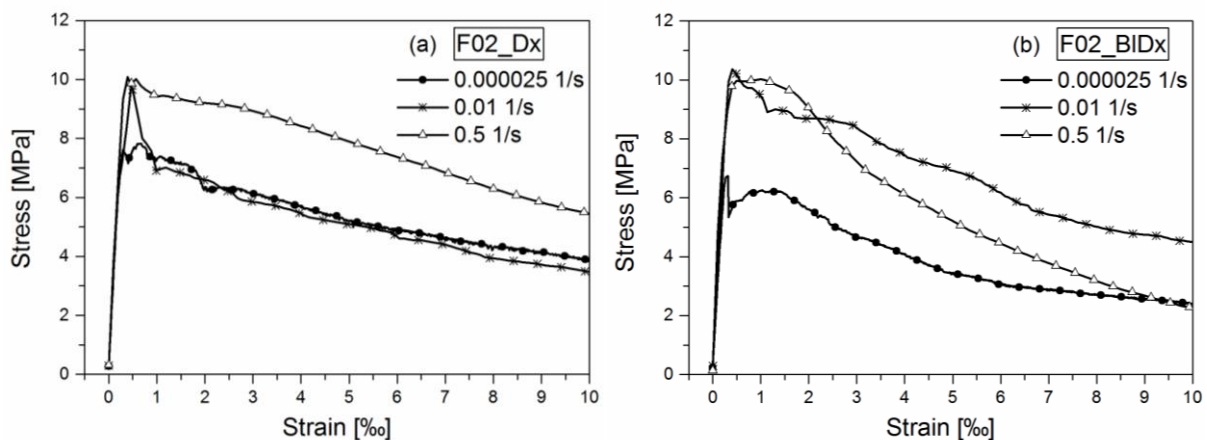 (a) F02_Dx
0.000025 1/s
0.01 1/s
0.5 1/s
Stress [MPa]
12
10
8
6
4
2
0
0 1 2 3 4 5 6 7 8 9 10
Strain [‰]
(b) F02_BIDx
0.000025 1/s
0.01 1/s
0.5 1/s
Stress [MPa]
12
10
8
6
4
2
0
0 1 2 3 4 5 6 7 8 9 10
Strain [‰]